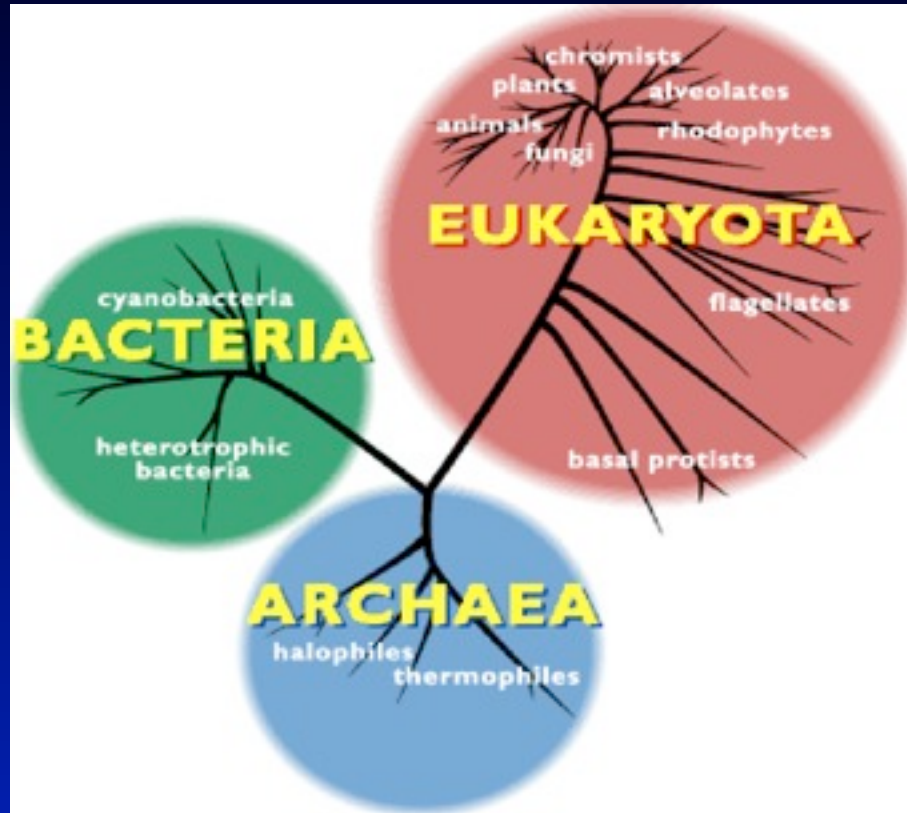 chromists
plants
alveolates
animals
rhodophytes
fungi
EUKARYOTA
flagellates
basal protists
cyanobacteria
BACTERIA
heterotrophic
bacteria
ARCHAEA
halophiles
thermophiles